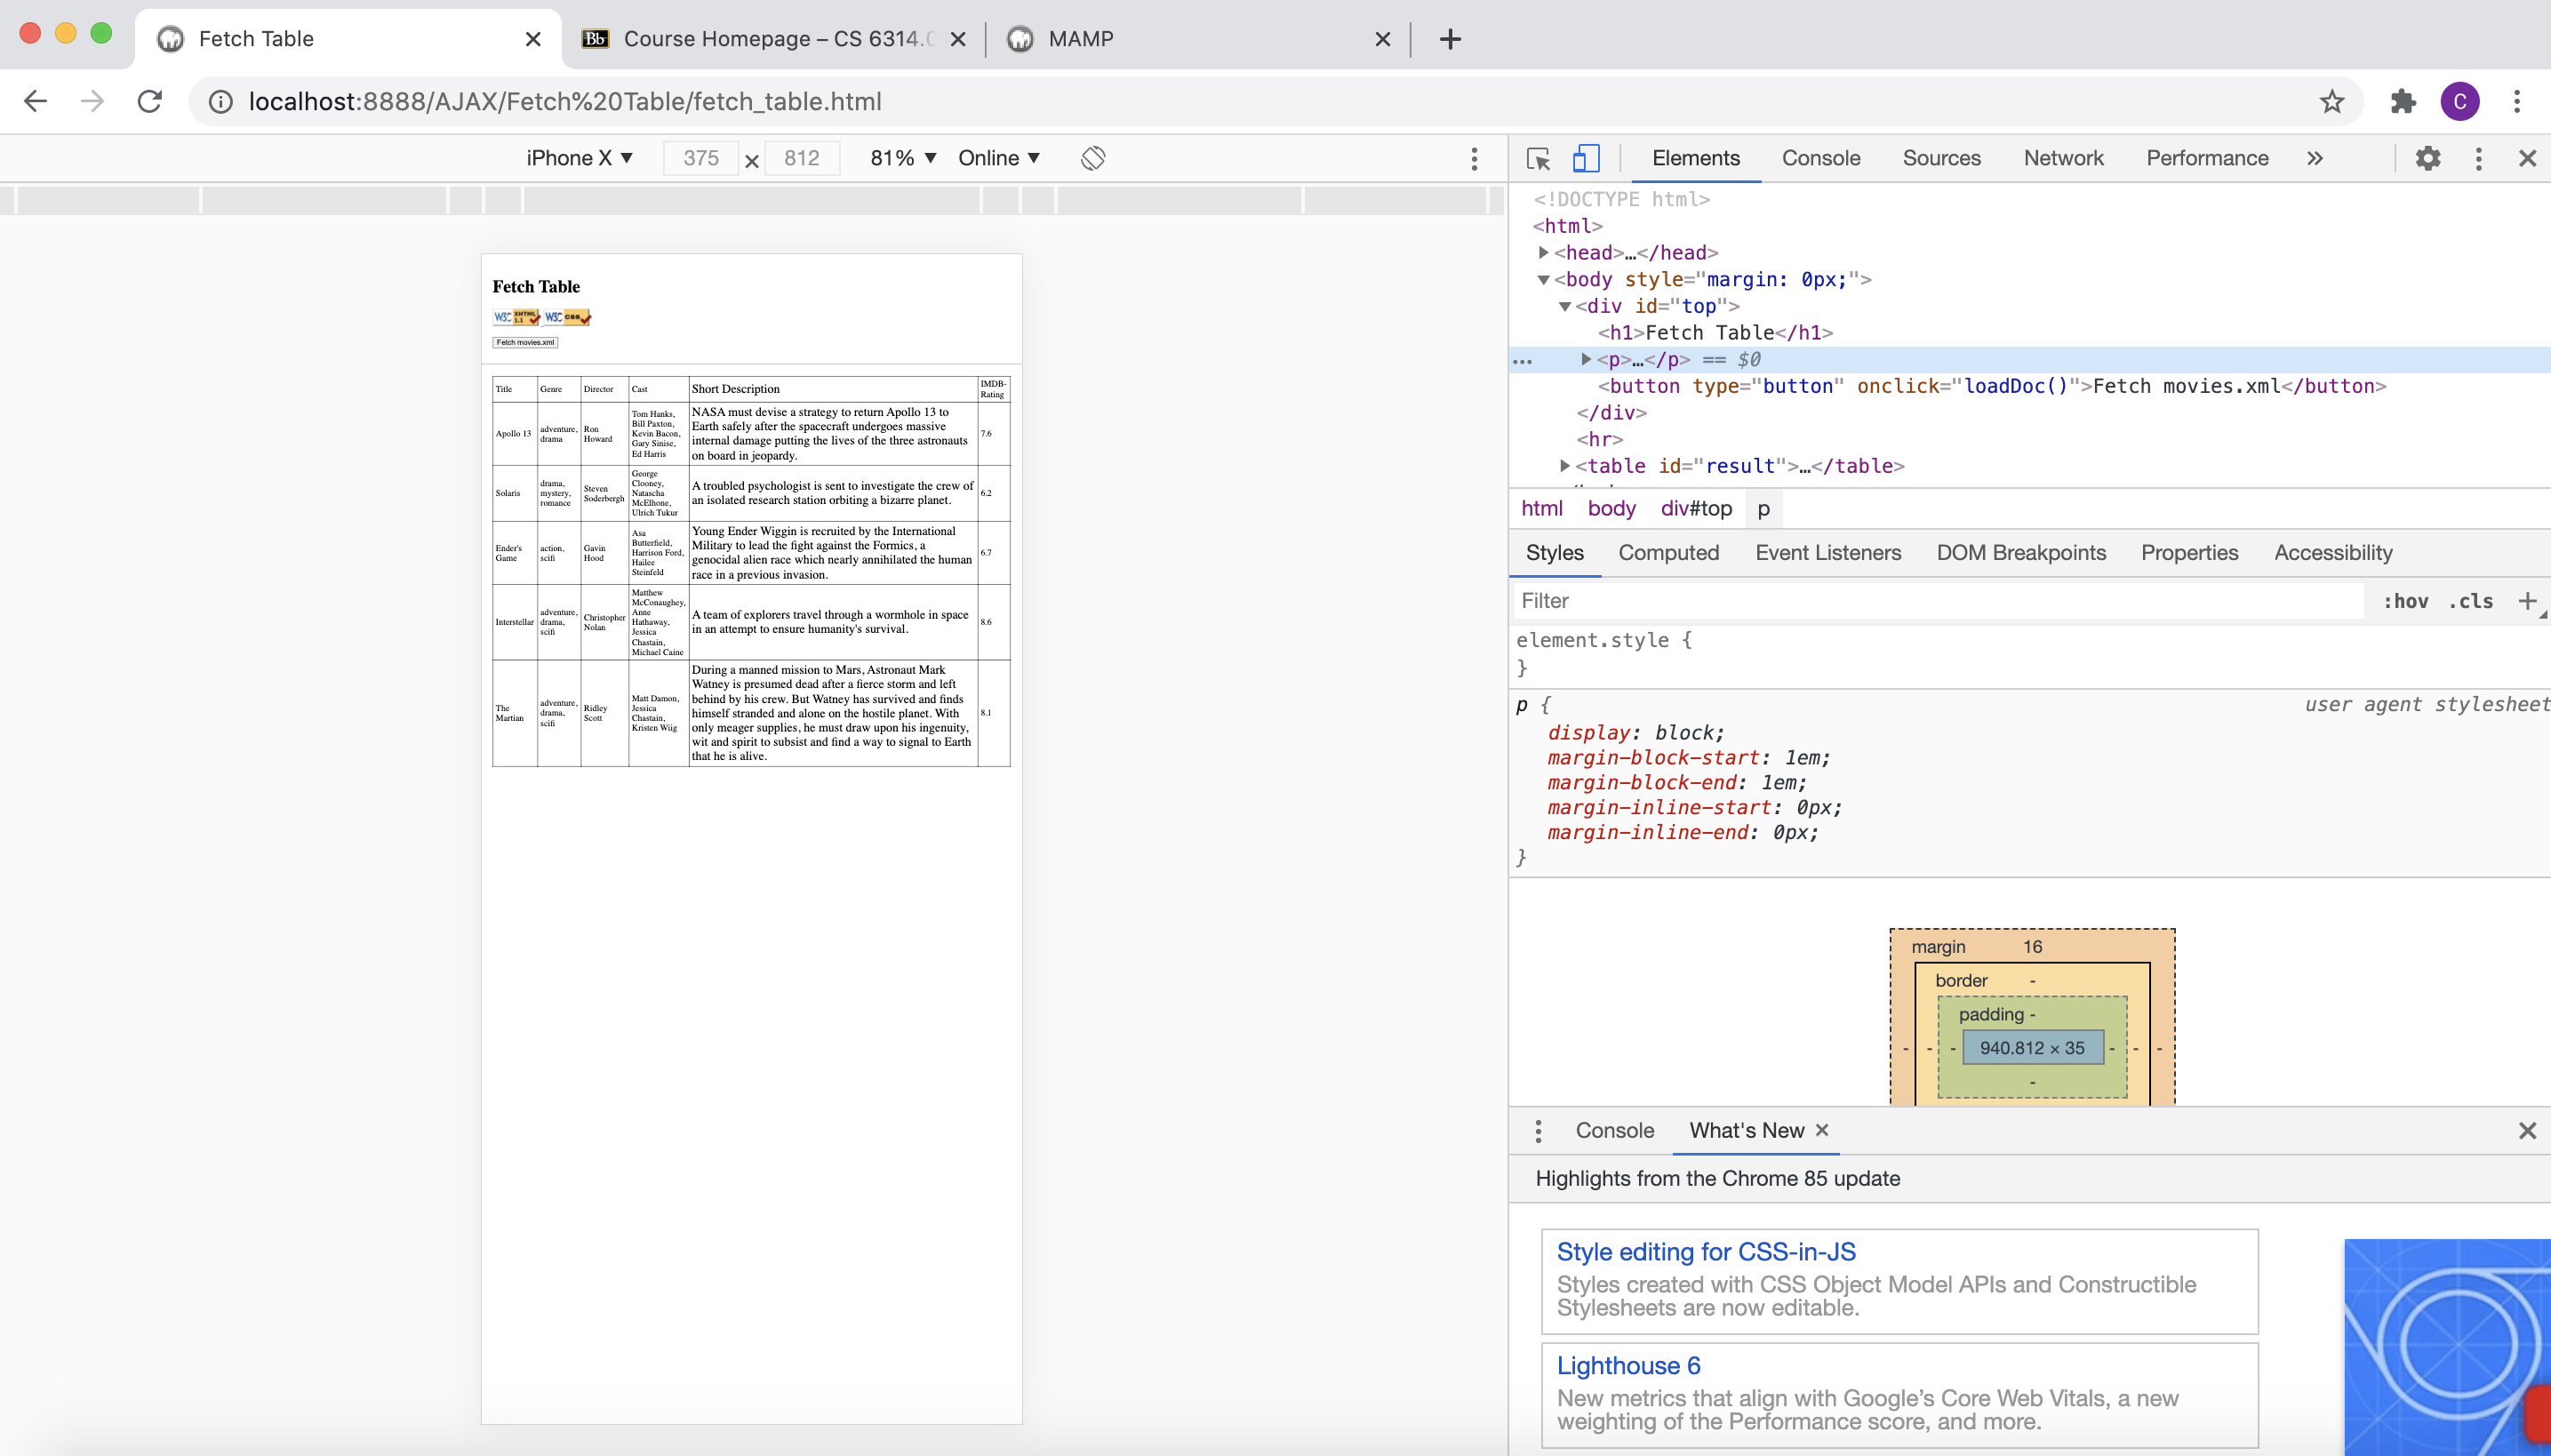 Fetch Table
Course Homepage – CS 6314.0
MAMP
localhost:8888/AJAX/Fetch%20Table/fetch_table.html
C
iPhone X ▼ 375 × 812 81% ▼ Online ▼
Fetch Table
W3C XHTML 1.1 W3C CSS
Fetch movies.xml
Title Genre Director Cast Short Description IMDB-
Rating
Apollo 13
adventure,
drama
Ron
Howard
Tom Hanks,
Bill Paxton,
Kevin Bacon,
Gary Sinise,
Ed Harris
NASA must devise a strategy to return Apollo 13 to
Earth safely after the spacecraft undergoes massive
internal damage putting the lives of the three astronauts
on board in jeopardy.
7.6
Solaris
drama,
mystery,
romance
Steven
Soderbergh
George
Clooney,
Natascha
McElhone,
Ulrich Tukur
A troubled psychologist is sent to investigate the crew of
an isolated research station orbiting a bizarre planet.
6.2
Ender's
Game
action,
scifi
Gavin
Hood
Asa
Butterfield,
Harrison Ford,
Hailee
Steinfeld
Young Ender Wiggin is recruited by the International
Military to lead the fight against the Formics, a
genocidal alien race which nearly annihilated the human
race in a previous invasion.
6.7
Interstellar
adventure,
drama,
scifi
Christopher
Nolan
Matthew
McConaughey,
Anne
Hathaway,
Jessica
Chastain,
Michael Caine
A team of explorers travel through a wormhole in space
in an attempt to ensure humanity's survival.
8.6
The
Martian
adventure,
drama,
scifi
Ridley
Scott
Matt Damon,
Jessica
Chastain,
Kristen Wiig
During a manned mission to Mars, Astronaut Mark
Watney is presumed dead after a fierce storm and left
behind by his crew. But Watney has survived and finds
himself stranded and alone on the hostile planet. With
only meager supplies, he must draw upon his ingenuity,
wit and spirit to subsist and find a way to signal to Earth
that he is alive.
8.1
Elements Console Sources Network Performance »
<!DOCTYPE html>
<html>
<head>…</head>
<body style="margin: 0px;">
<div id="top">
<h1>Fetch Table</h1>
<p>…</p> == $0
<button type="button" onclick="loadDoc()">Fetch movies.xml</button>
</div>
<hr>
<table id="result">…</table>
html body div#top p
Styles Computed Event Listeners DOM Breakpoints Properties Accessibility
Filter :hov .cls +
element.style {
}
p { user agent stylesheet
display: block;
margin-block-start: 1em;
margin-block-end: 1em;
margin-inline-start: 0px;
margin-inline-end: 0px;
}
margin 16
border -
padding -
- - - 940.812 × 35 - - -
-
Console What's New ×
Highlights from the Chrome 85 update
Style editing for CSS-in-JS
Styles created with CSS Object Model APIs and Constructible
Stylesheets are now editable.
Lighthouse 6
New metrics that align with Google’s Core Web Vitals, a new
weighting of the Performance score, and more.